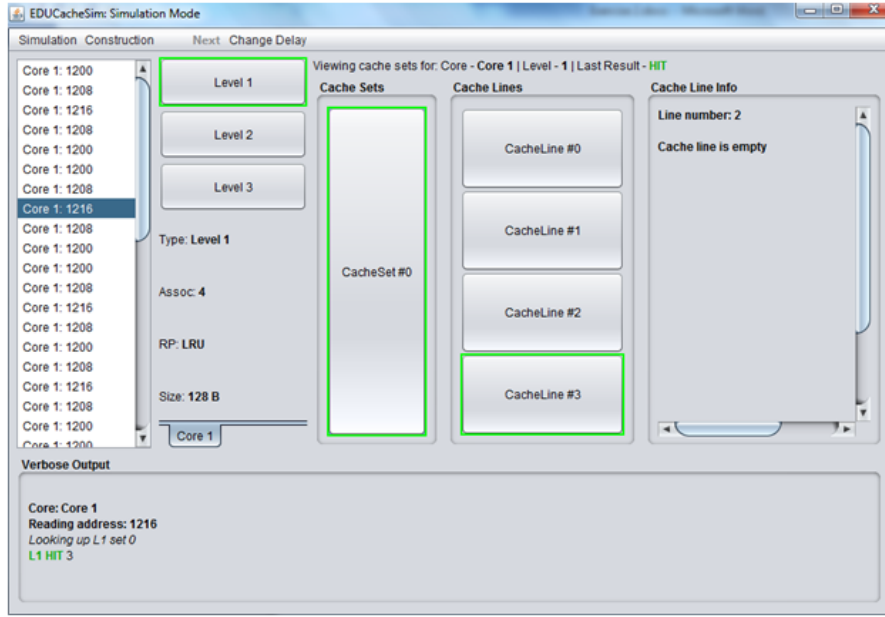 EDUCacheSim: Simulation Mode
Simulation Construction Next Change Delay
Core 1: 1200
Core 1: 1208
Core 1: 1216
Core 1: 1208
Core 1: 1200
Core 1: 1200
Core 1: 1208
Core 1: 1216
Core 1: 1208
Core 1: 1200
Core 1: 1200
Core 1: 1208
Core 1: 1216
Core 1: 1208
Core 1: 1200
Core 1: 1208
Core 1: 1216
Core 1: 1208
Core 1: 1200
Core 1: 1200
Level 1
Level 2
Level 3
Type: Level 1
Assoc: 4
RP: LRU
Size: 128 B
Core 1
Viewing cache sets for: Core - Core 1 | Level - 1 | Last Result - HIT
Cache Sets
CacheSet #0
Cache Lines
CacheLine #0
CacheLine #1
CacheLine #2
CacheLine #3
Cache Line Info
Line number: 2
Cache line is empty
Verbose Output
Core: Core 1
Reading address: 1216
Looking up L1 set 0
L1 HIT 3